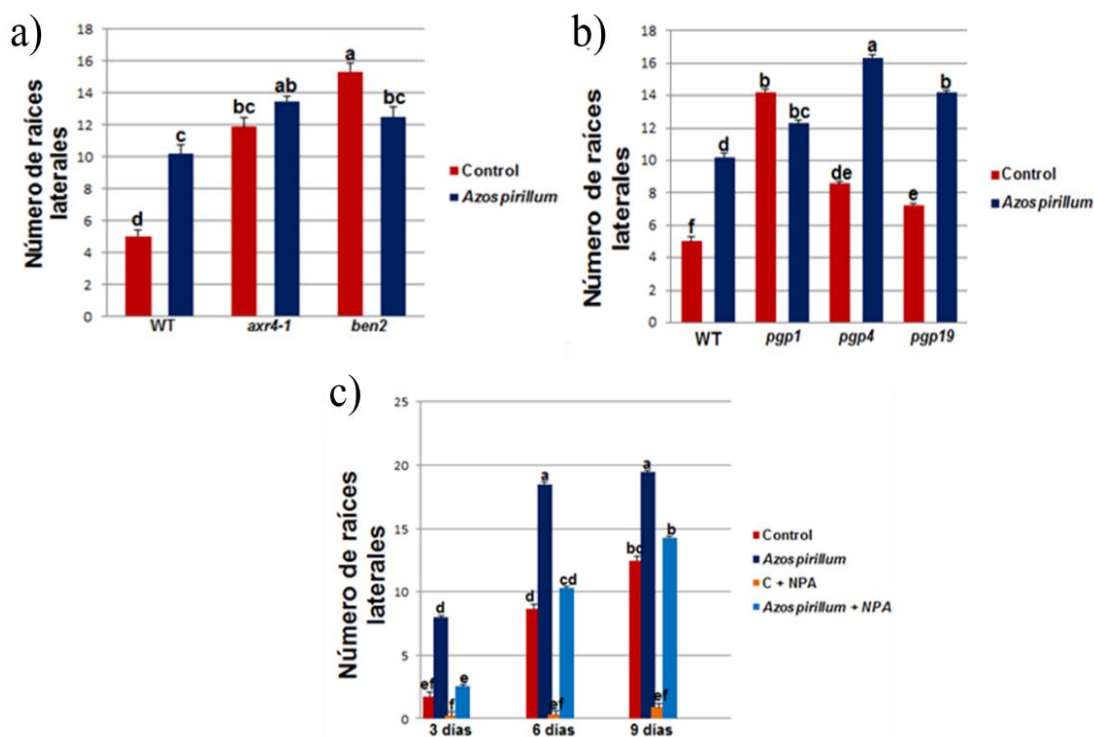 a)
Número de raíces
laterales
18
16
14
12
10
8
6
4
2
0
d
c
bc
ab
a
bc
WT
axr4-1
ben2
Control
Azospirillum
b)
Número de raíces
laterales
18
16
14
12
10
8
6
4
2
0
f
d
b
bc
de
a
e
b
WT
pgp1
pgp4
pgp19
Control
Azospirillum
c)
Número de raíces
laterales
25
20
15
10
5
0
ef
d
f
e
d
a
ef
cd
bc
a
ef
b
3 días
6 días
9 días
Control
Azospirillum
C + NPA
Azospirillum + NPA